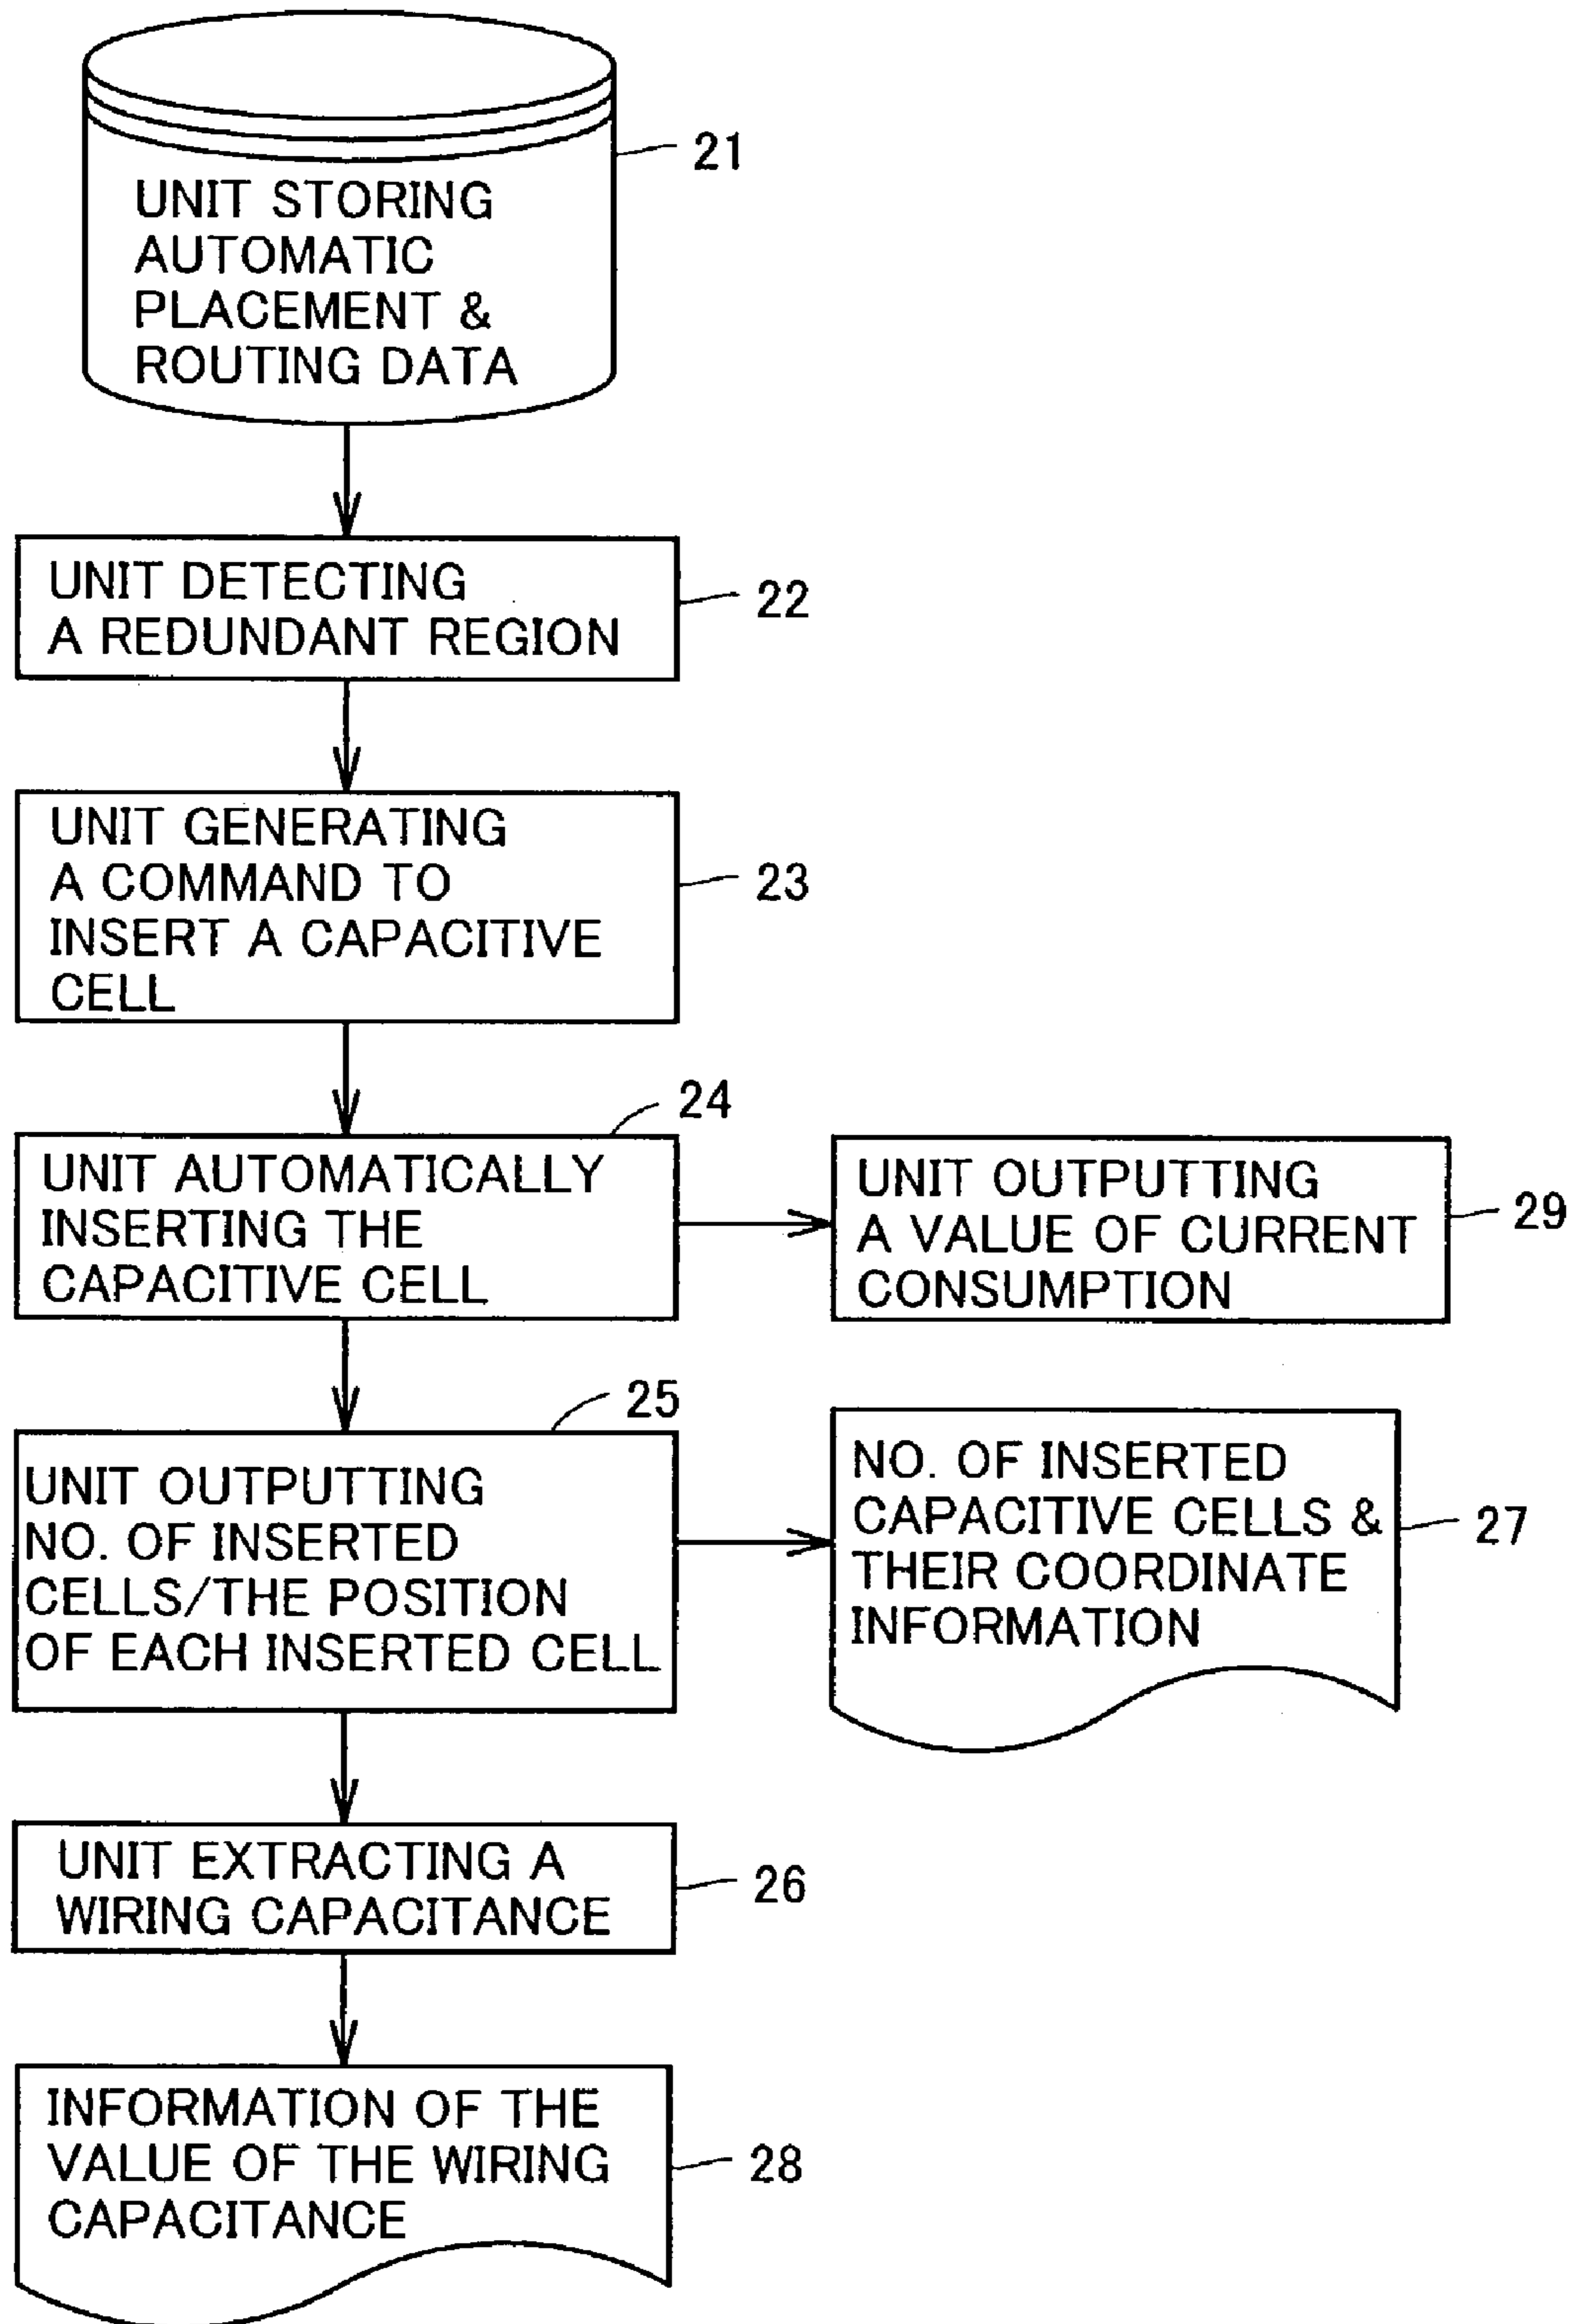 21
UNIT STORING
AUTOMATIC
PLACEMENT &
ROUTING DATA
UNIT DETECTING
A REDUNDANT REGION
22
UNIT GENERATING
A COMMAND TO
INSERT A CAPACITIVE
CELL
23
24
UNIT AUTOMATICALLY
INSERTING THE
CAPACITIVE CELL
UNIT OUTPUTTING
A VALUE OF CURRENT
CONSUMPTION
29
25
UNIT OUTPUTTING
NO. OF INSERTED
CELLS/THE POSITION
OF EACH INSERTED CELL
NO. OF INSERTED
CAPACITIVE CELLS &
THEIR COORDINATE
INFORMATION
27
UNIT EXTRACTING A
WIRING CAPACITANCE
26
INFORMATION OF THE
VALUE OF THE WIRING
CAPACITANCE
28